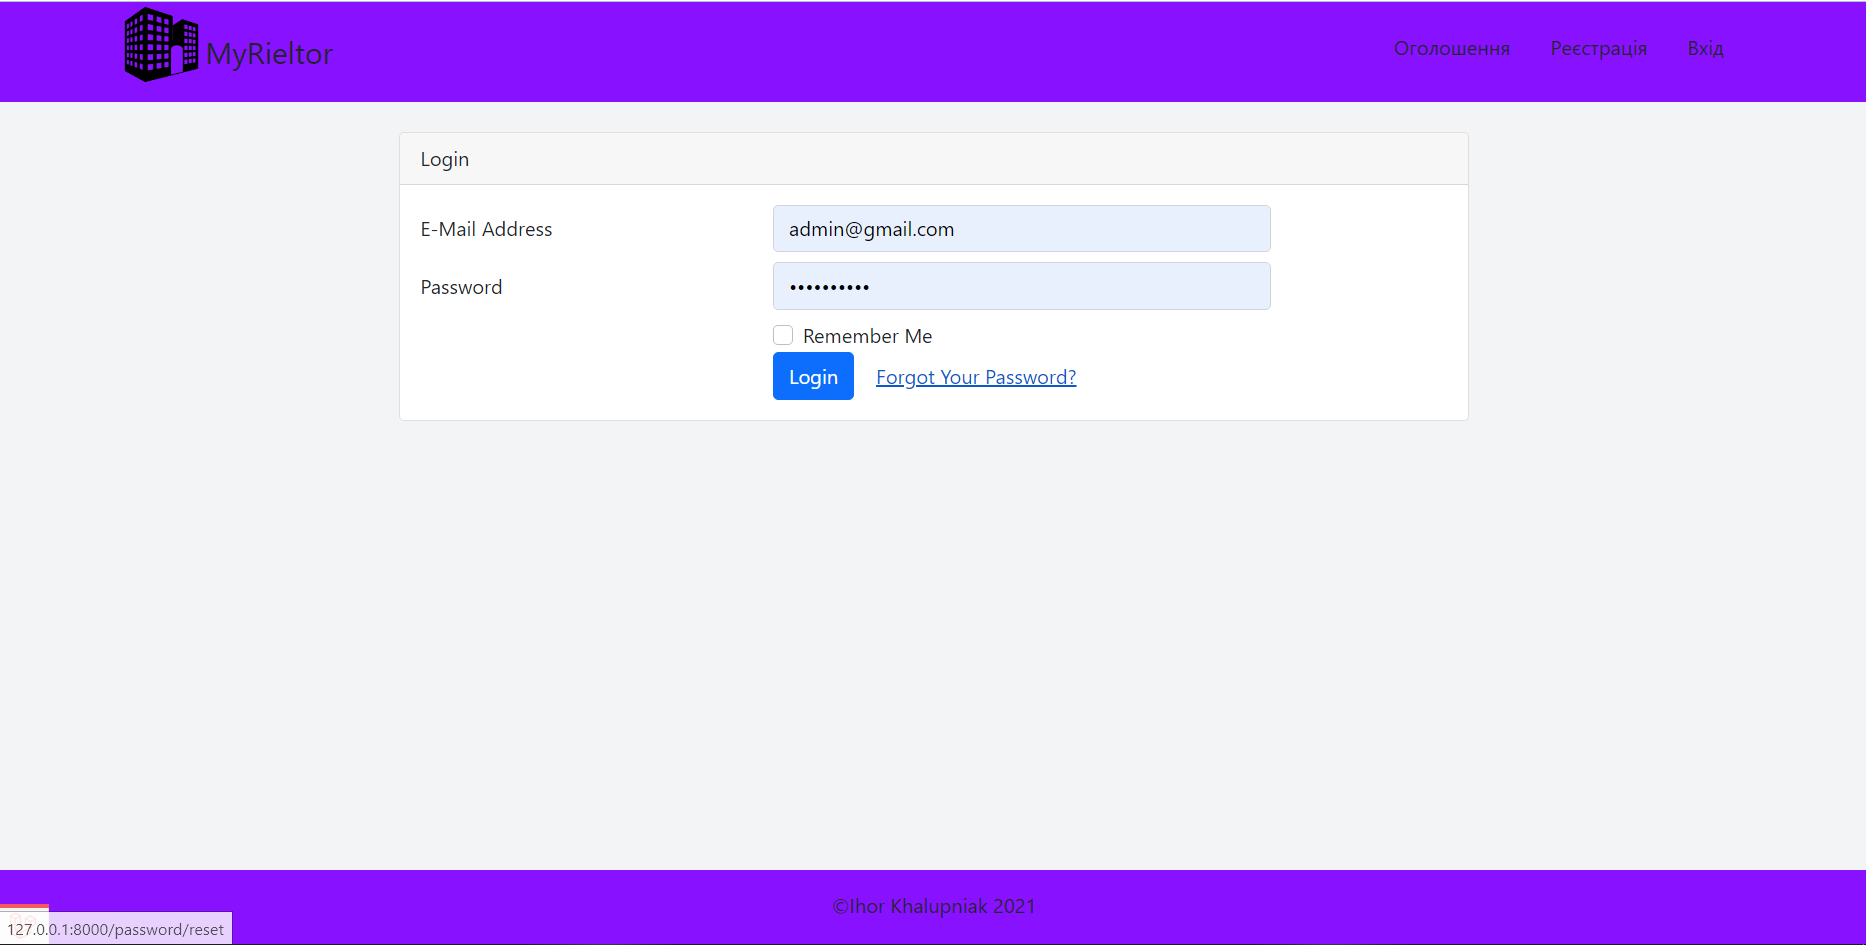 MyRieltor
Оголошення
Реєстрація
Вхід
Login
E-Mail Address
admin@gmail.com
Password
••••••••••
Remember Me
Login
Forgot Your Password?
©Ihor Khalupniak 2021
127.0.0.1:8000/password/reset